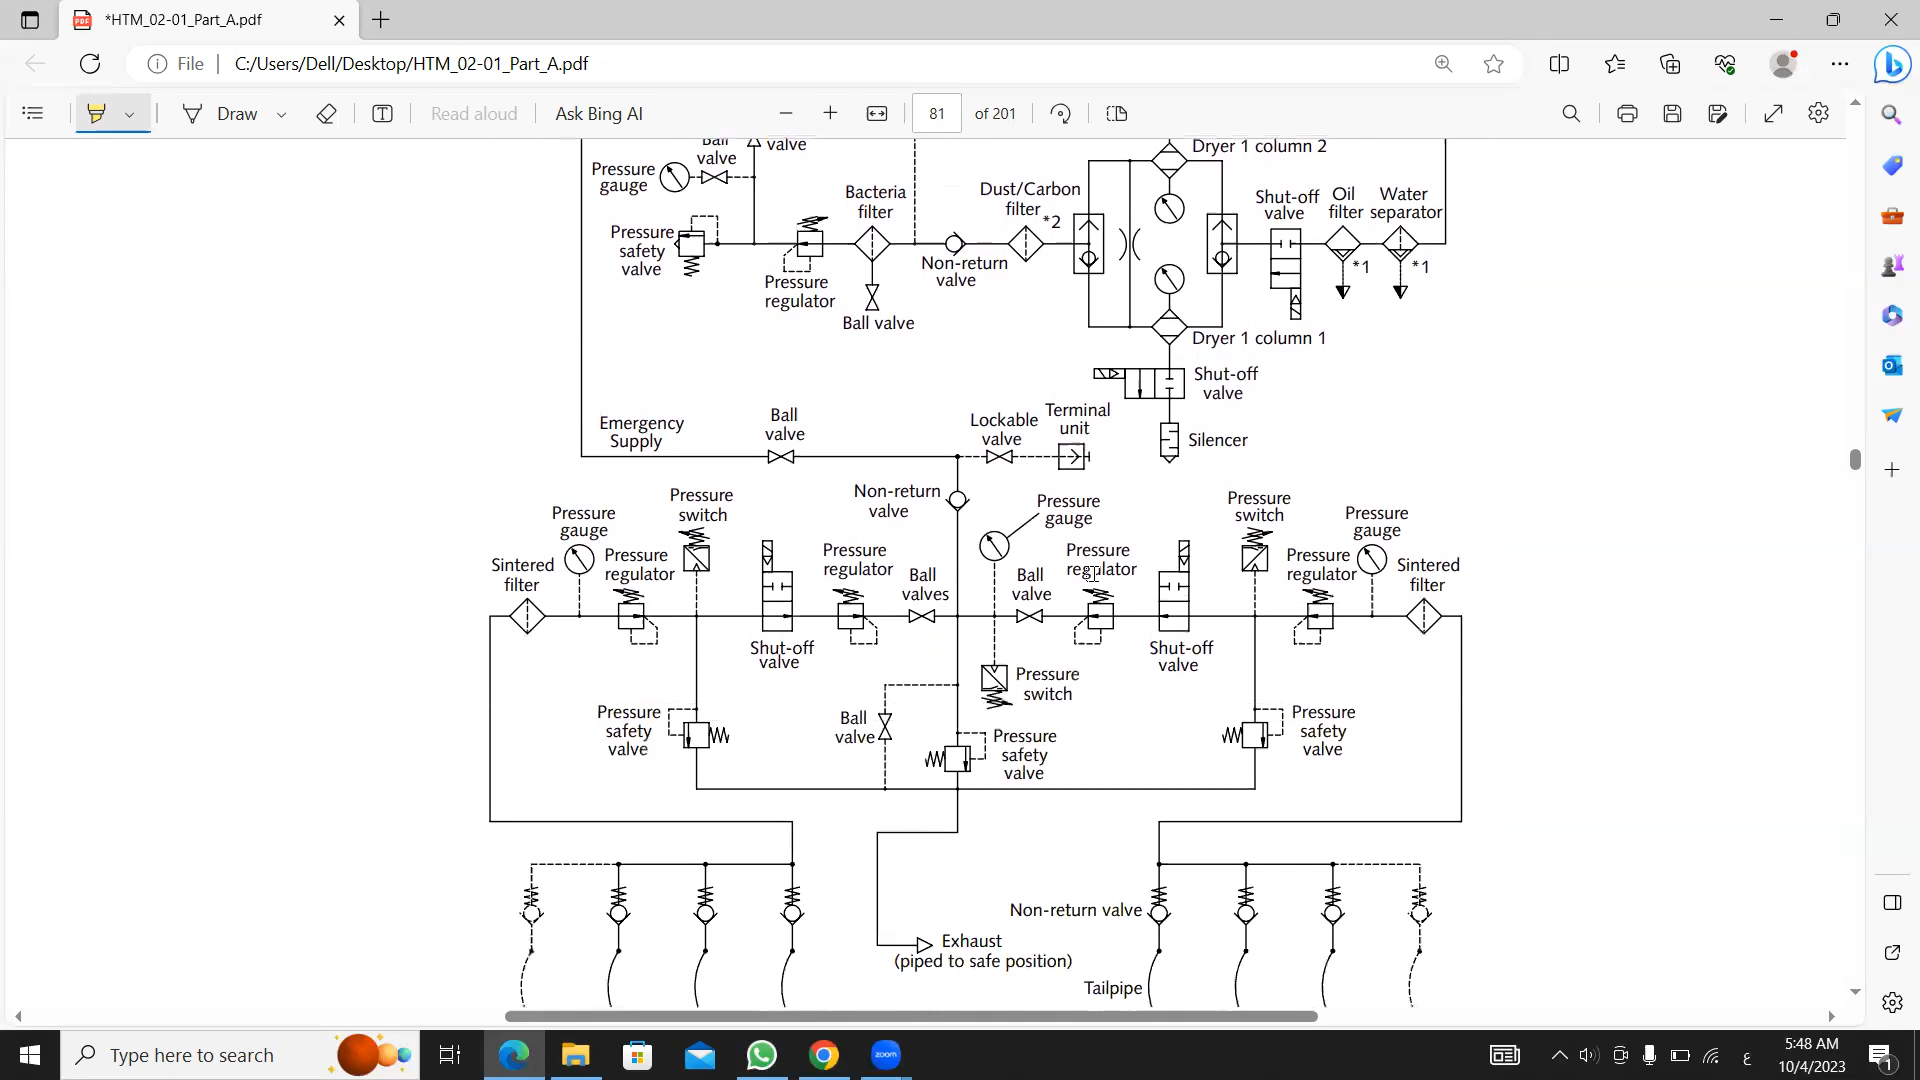 *HTM_02-01_Part_A.pdf
File
C:/Users/Dell/Desktop/HTM_02-01_Part_A.pdf
Draw
Read aloud
Ask Bing AI
81
of 201
Ball
valve
valve
Dryer 1 column 2
Pressure
gauge
Bacteria
filter
Dust/Carbon
filter
*2
Shut-off
valve
Oil
filter
Water
separator
Pressure
safety
valve
Non-return
valve
*1
*1
Pressure
regulator
Ball valve
Dryer 1 column 1
Shut-off
valve
Emergency
Supply
Ball
valve
Lockable
valve
Terminal
unit
Silencer
Pressure
switch
Non-return
valve
Pressure
gauge
Pressure
switch
Pressure
gauge
Pressure
gauge
Sintered
filter
Pressure
regulator
Pressure
regulator
Ball
valves
Ball
valve
Pressure
regulator
Pressure
regulator
Sintered
filter
Shut-off
valve
Shut-off
valve
Pressure
switch
Pressure
safety
valve
Ball
valve
Pressure
safety
valve
Pressure
safety
valve
Non-return valve
Exhaust
(piped to safe position)
Tailpipe
Type here to search
zoom
ع
5:48 AM
10/4/2023
1